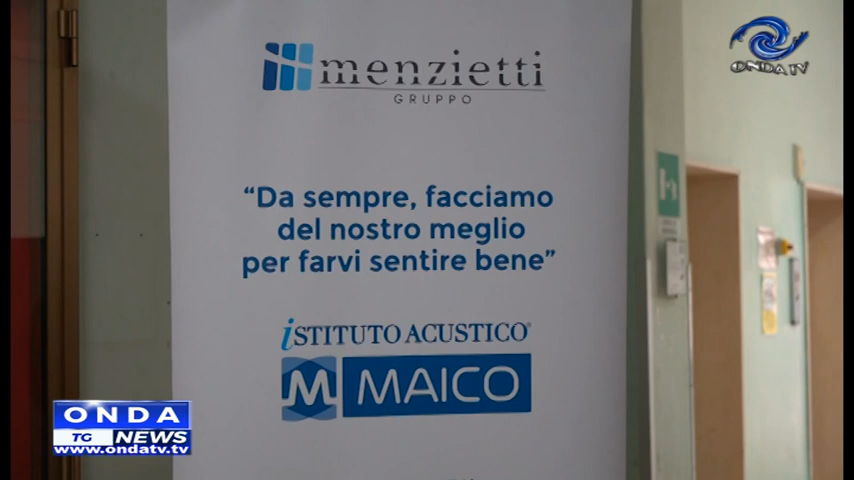 menzietti
GRUPPO
ONDA TV
“Da sempre, facciamo
del nostro meglio
per farvi sentire bene”
iSTITUTO ACUSTICO®
M MAICO
ONDA
TG NEWS
www.ondatv.tv